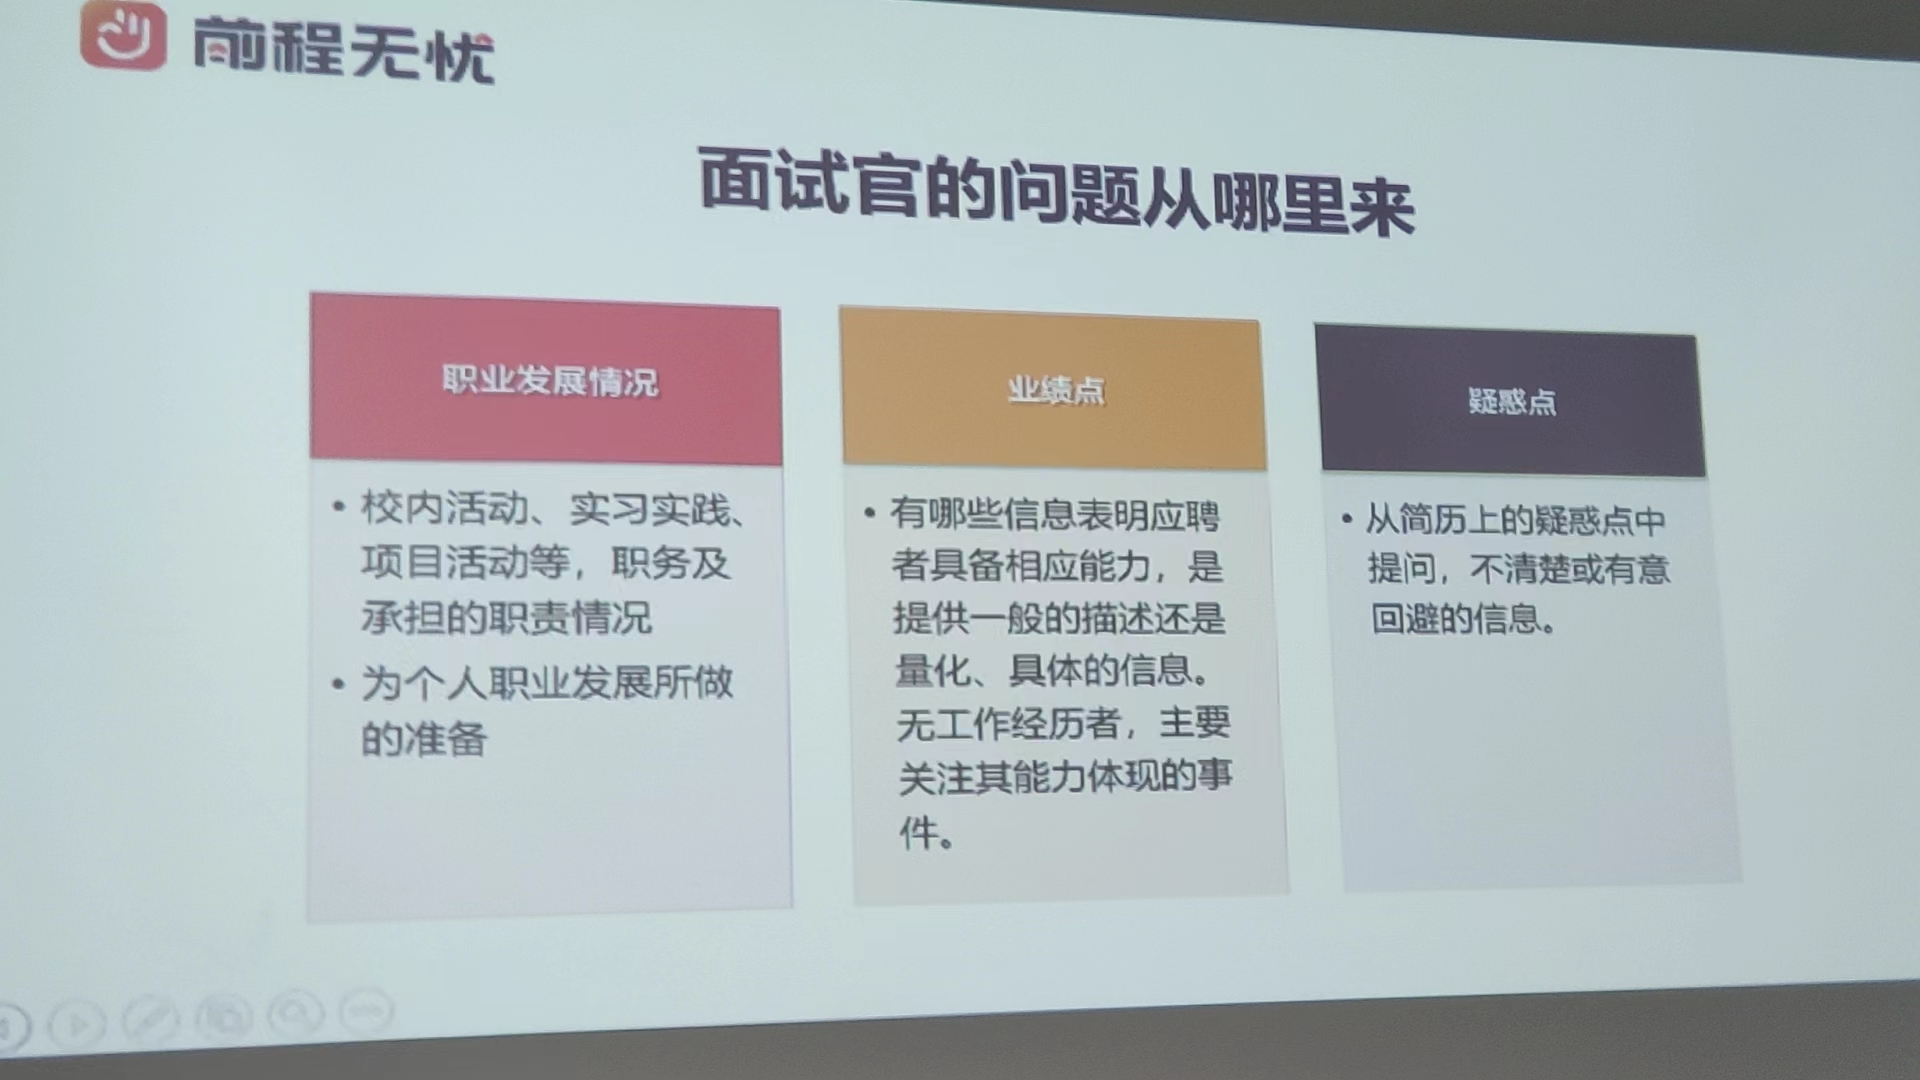 前程无忧
面试官的问题从哪里来
职业发展情况
• 校内活动、实习实践、
项目活动等，职务及
承担的职责情况
• 为个人职业发展所做
的准备
业绩点
• 有哪些信息表明应聘
者具备相应能力，是
提供一般的描述还是
量化、具体的信息。
无工作经历者，主要
关注其能力体现的事
件。
疑惑点
• 从简历上的疑惑点中
提问，不清楚或有意
回避的信息。